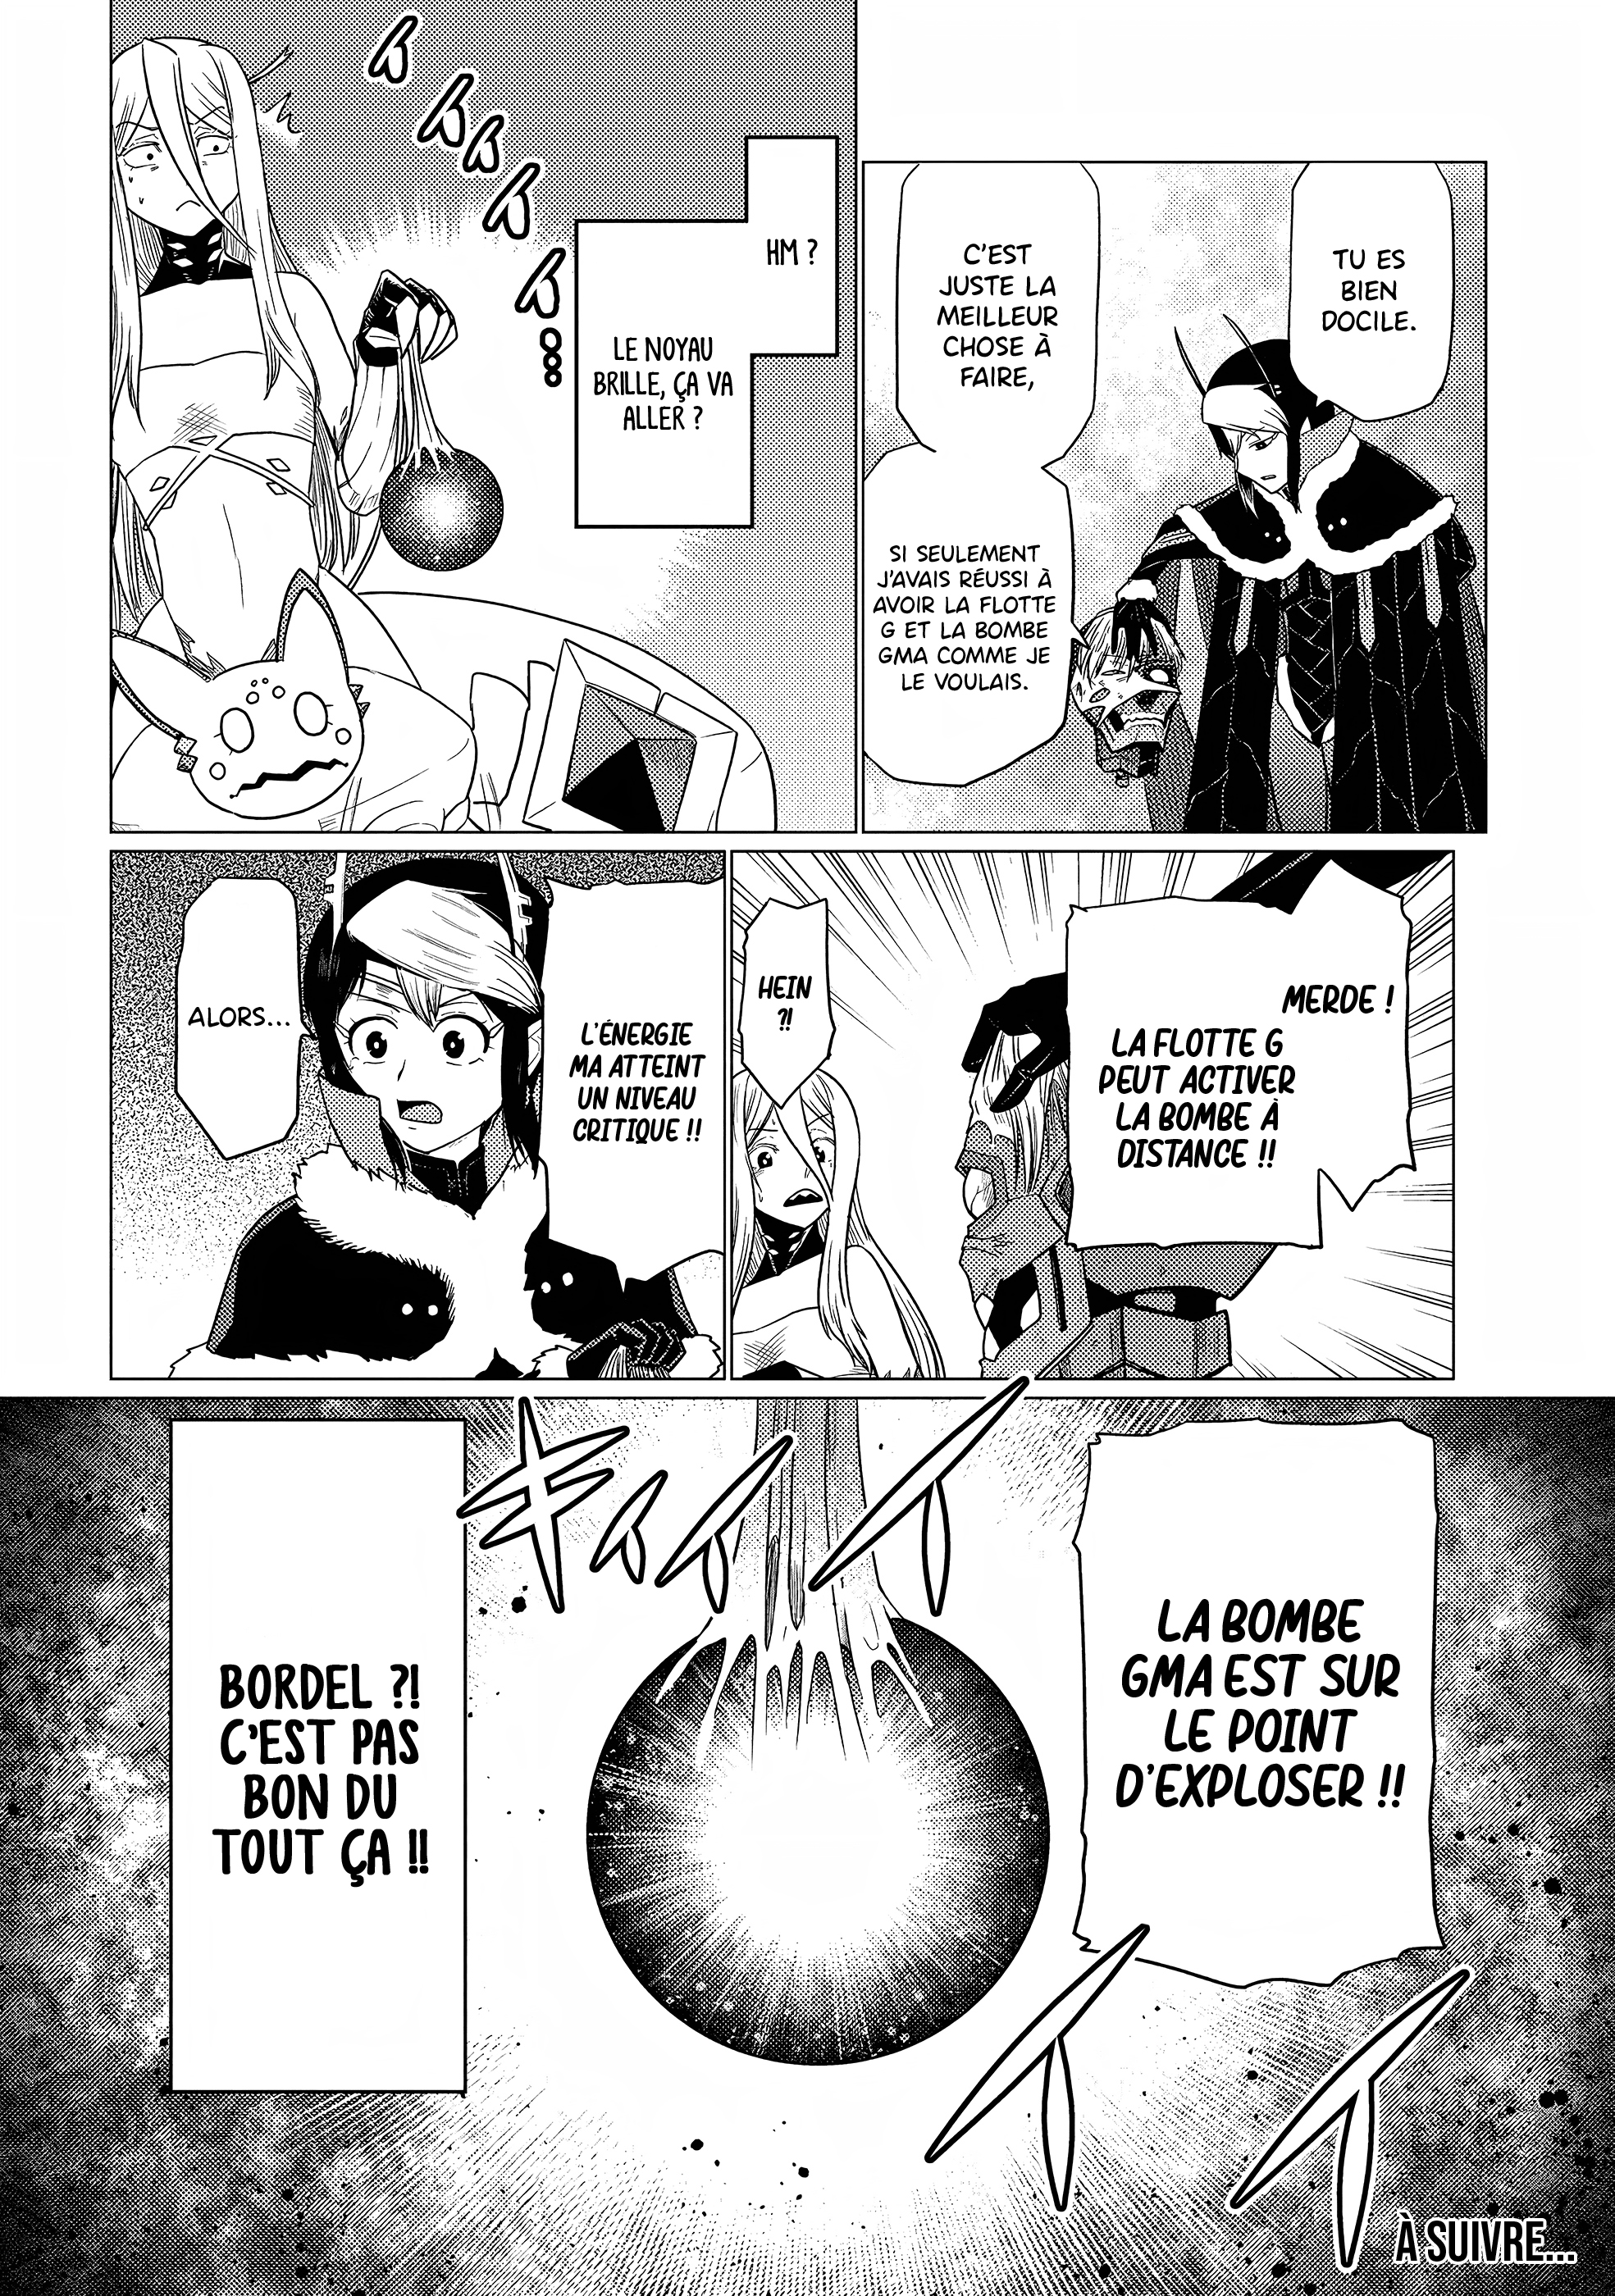 TU ES
BIEN
DOCILE.
C'EST
JUSTE LA
MEILLEUR
CHOSE À
FAIRE,
SI SEULEMENT
J'AVAIS RÉUSSI À
AVOIR LA FLOTTE
G ET LA BOMBE
GMA COMME JE
LE VOULAIS.
HM ?
LE NOYAU
BRILLE, ÇA VA
ALLER ?
MERDE !
LA FLOTTE G
PEUT ACTIVER
LA BOMBE À
DISTANCE !!
HEIN
?!
L'ÉNERGIE
MA ATTEINT
UN NIVEAU
CRITIQUE !!
ALORS...
LA BOMBE
GMA EST SUR
LE POINT
D'EXPLOSER !!
BORDEL ?!
C'EST PAS
BON DU
TOUT ÇA !!
À SUIVRE...